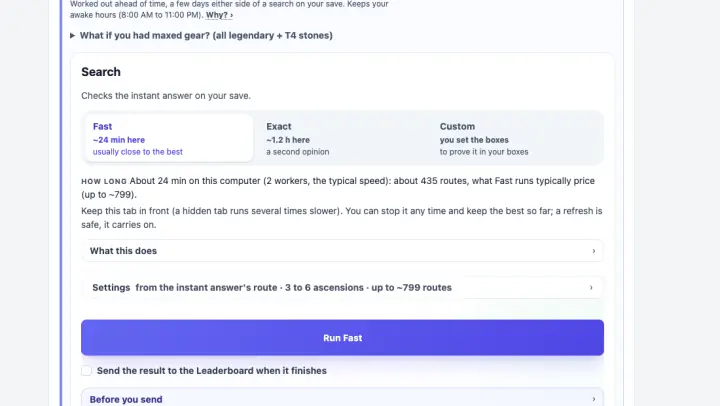 Worked out ahead of time, a few days either side of a search on your save. Keeps your
awake hours (8:00 AM to 11:00 PM). Why? ›
▶ What if you had maxed gear? (all legendary + T4 stones)
Search
Checks the instant answer on your save.
Fast
~24 min here
usually close to the best
Exact
~1.2 h here
a second opinion
Custom
you set the boxes
to prove it in your boxes
HOW LONG About 24 min on this computer (2 workers, the typical speed): about 435 routes, what Fast runs typically price
(up to ~799).
Keep this tab in front (a hidden tab runs several times slower). You can stop it any time and keep the best so far; a refresh is
safe, it carries on.
What this does ›
Settings from the instant answer's route · 3 to 6 ascensions · up to ~799 routes ›
Run Fast
Send the result to the Leaderboard when it finishes
Before you send ›